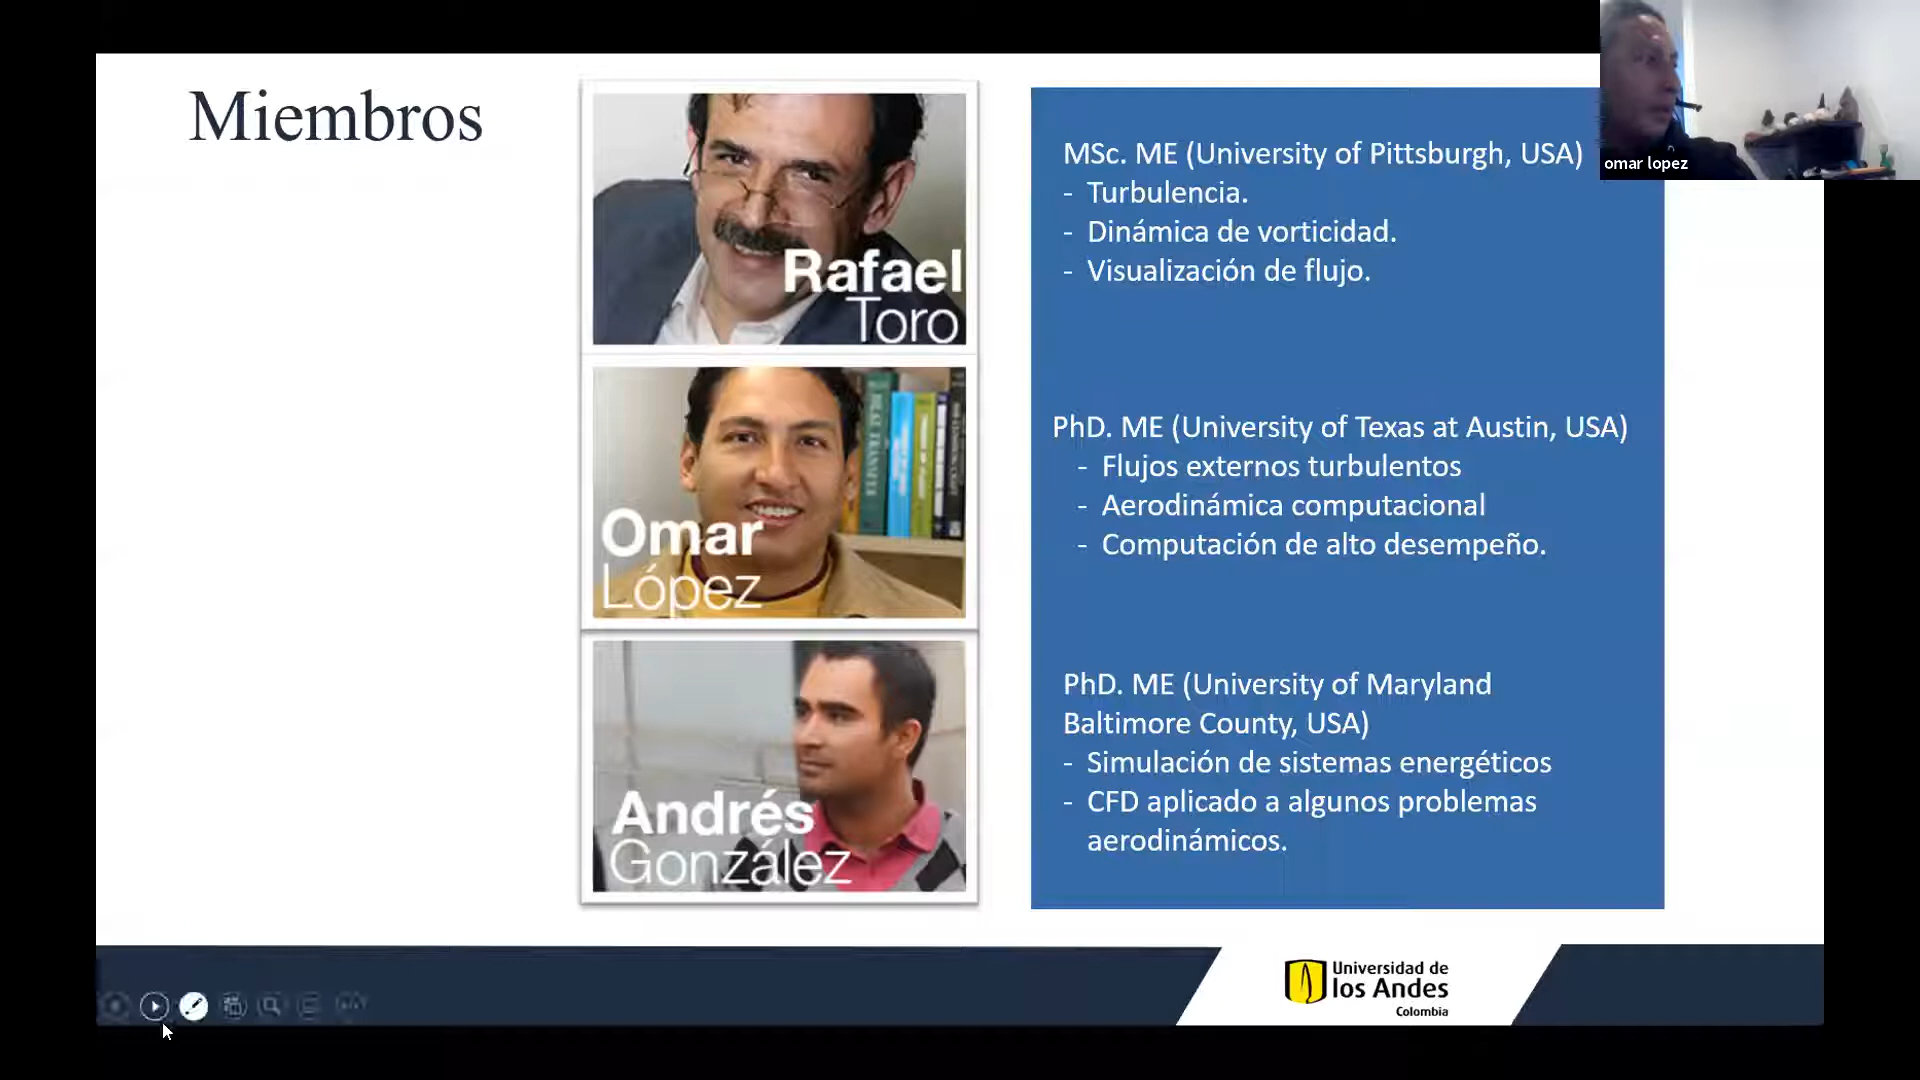 Miembros
Rafael
Toro
MSc. ME (University of Pittsburgh, USA)
- Turbulencia.
- Dinámica de vorticidad.
- Visualización de flujo.
omar lopez
HEAT TRANSFER
Omar
López
PhD. ME (University of Texas at Austin, USA)
- Flujos externos turbulentos
- Aerodinámica computacional
- Computación de alto desempeño.
Andrés
González
PhD. ME (University of Maryland
Baltimore County, USA)
- Simulación de sistemas energéticos
- CFD aplicado a algunos problemas
aerodinámicos.
Universidad de
los Andes
Colombia